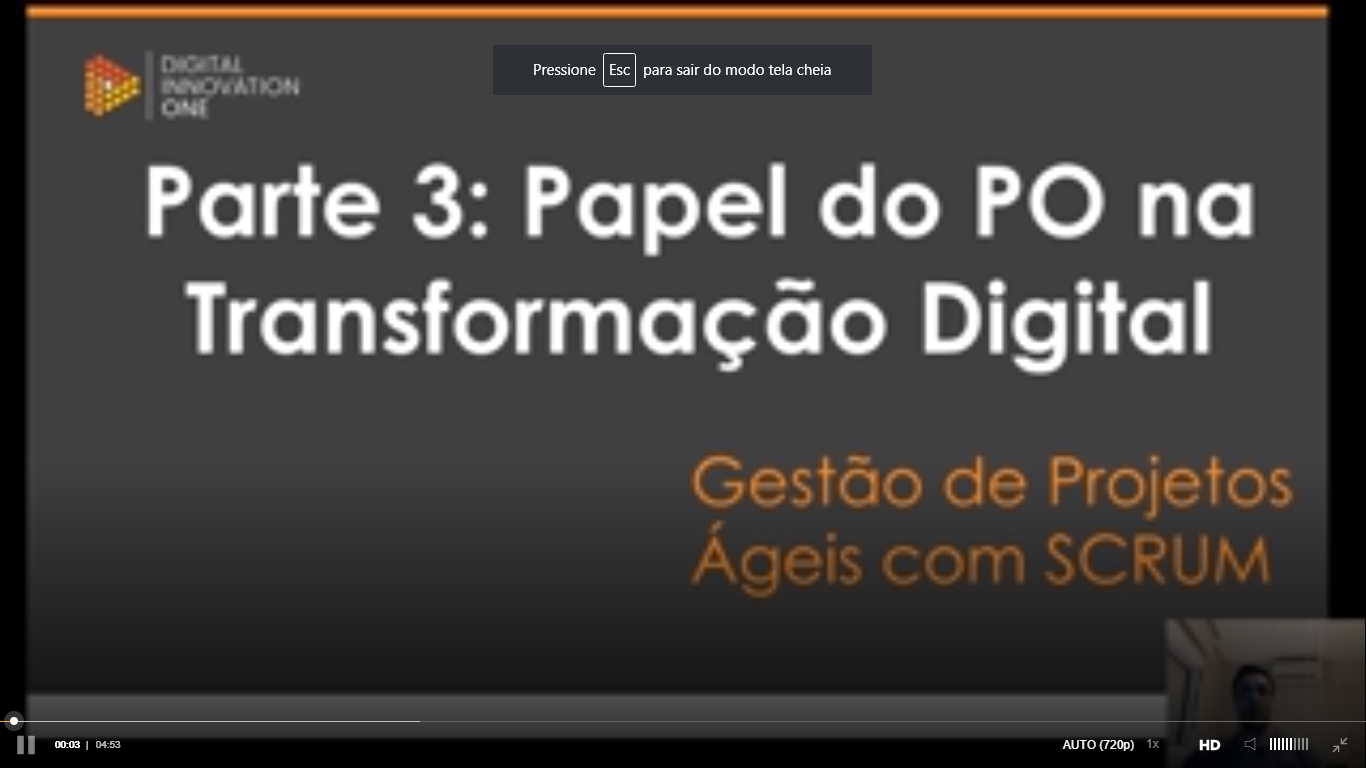 DIGITAL
INNOVATION
ONE
Pressione Esc para sair do modo tela cheia
Parte 3: Papel do PO na
Transformação Digital
Gestão de Projetos
Ágeis com SCRUM
00:03 | 04:53
AUTO (720p) 1x HD